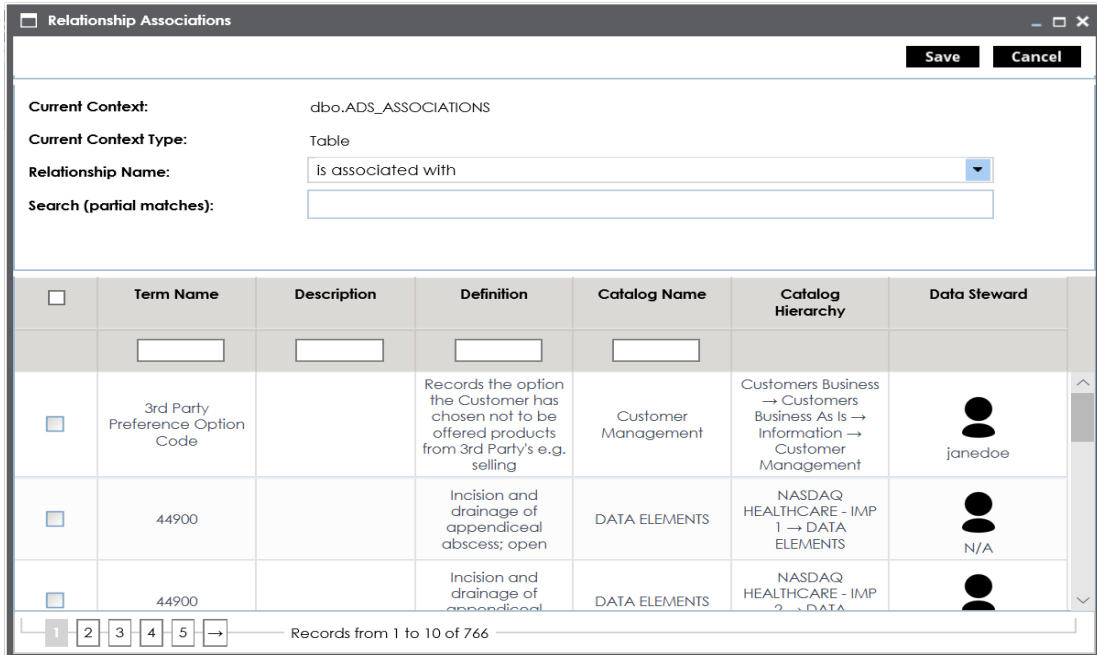 Relationship Associations
Save Cancel
Current Context: dbo.ADS_ASSOCIATIONS
Current Context Type: Table
Relationship Name: is associated with
Search (partial matches):
Term Name Description Definition Catalog Name Catalog Hierarchy Data Steward
3rd Party
Preference Option
Code
Records the option
the Customer has
chosen not to be
offered products
from 3rd Party's e.g.
selling
Customer
Management
Customers Business
→ Customers
Business As Is →
Information →
Customer
Management
janedoe
44900
Incision and
drainage of
appendiceal
abscess; open
DATA ELEMENTS
NASDAQ
HEALTHCARE - IMP
1 → DATA
ELEMENTS
N/A
44900
Incision and
drainage of
appendiceal
DATA ELEMENTS
NASDAQ
HEALTHCARE - IMP
2 → DATA
1 2 3 4 5 → Records from 1 to 10 of 766